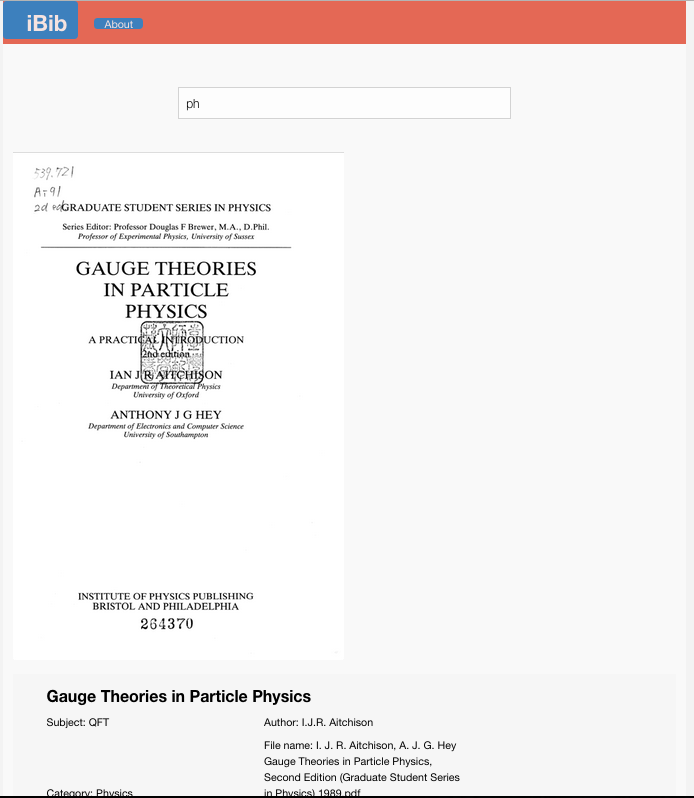 iBib
About
ph
539.721
Ai91
2d ed
GRADUATE STUDENT SERIES IN PHYSICS
Series Editor: Professor Douglas F Brewer, M.A., D.Phil.
Professor of Experimental Physics, University of Sussex
GAUGE THEORIES
IN PARTICLE
PHYSICS
A PRACTICAL INTRODUCTION
2nd edition
IAN J R AITCHISON
Department of Theoretical Physics
University of Oxford
ANTHONY J G HEY
Department of Electronics and Computer Science
University of Southampton
INSTITUTE OF PHYSICS PUBLISHING
BRISTOL AND PHILADELPHIA
264370
Gauge Theories in Particle Physics
Subject: QFT
Author: I.J.R. Aitchison
File name: I. J. R. Aitchison, A. J. G. Hey
Gauge Theories in Particle Physics,
Second Edition (Graduate Student Series
in Physics) 1989.pdf
Category: Physics